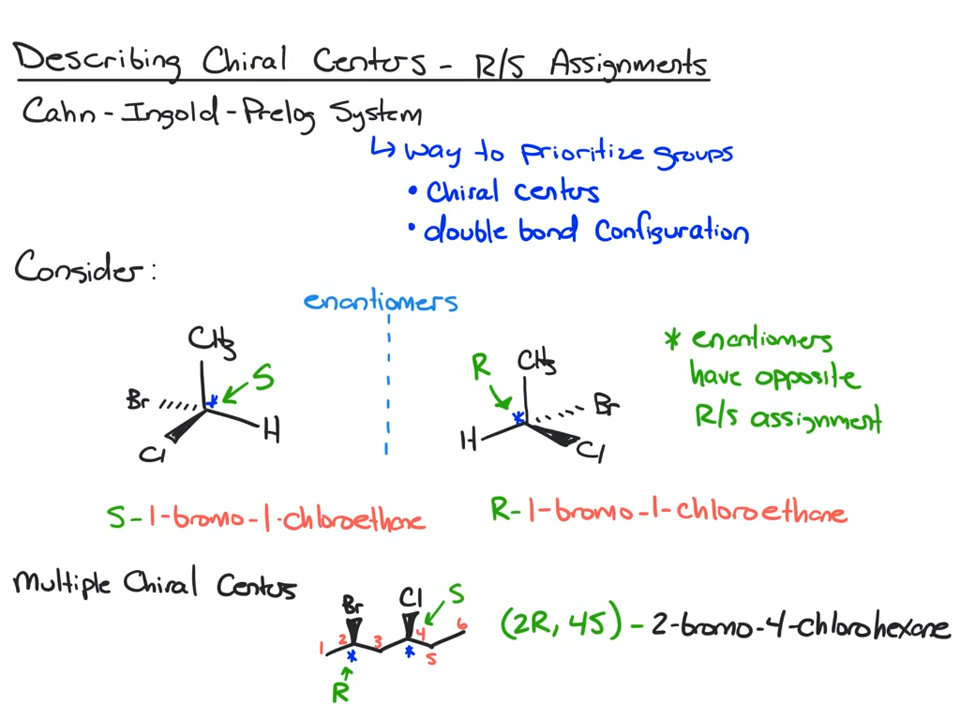 Describing Chiral Centers - R/S Assignments
Cahn-Ingold-Prelog System
↳ way to prioritize groups
• Chiral centers
• double bond Configuration
Consider:
enantiomers
CH3
S
Br
*
H
Cl
R
CH3
Br
*
H
Cl
* enantiomers
have opposite
R/S assignment
S-1-bromo-1-chloroethane
R-1-bromo-1-chloroethane
Multiple Chiral Centers
Br
Cl
S
1 2 3 4 5 6
* *
R
(2R, 4S) - 2-bromo-4-chlorohexane